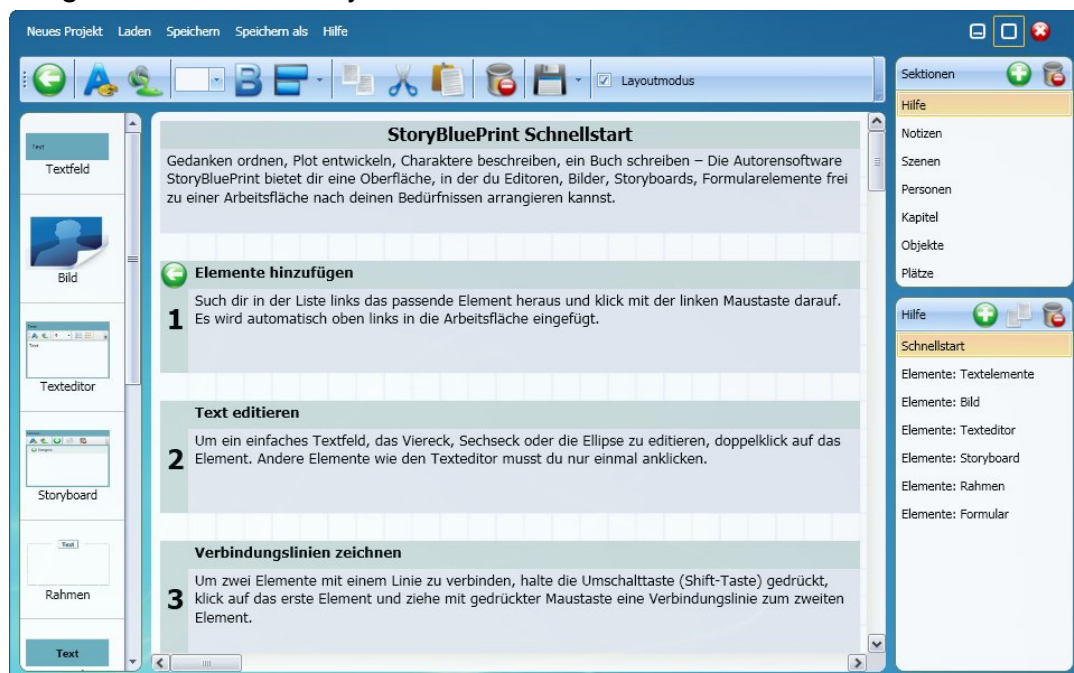 Neues Projekt Laden Speichern Speichern als Hilfe
Layoutmodus
Text
Textfeld
Bild
Texteditor
Storyboard
Text
Rahmen
Text
StoryBluePrint Schnellstart
Gedanken ordnen, Plot entwickeln, Charaktere beschreiben, ein Buch schreiben – Die Autorensoftware
StoryBluePrint bietet dir eine Oberfläche, in der du Editoren, Bilder, Storyboards, Formularelemente frei
zu einer Arbeitsfläche nach deinen Bedürfnissen arrangieren kannst.
Elemente hinzufügen
1 Such dir in der Liste links das passende Element heraus und klick mit der linken Maustaste darauf.
Es wird automatisch oben links in die Arbeitsfläche eingefügt.
Text editieren
2 Um ein einfaches Textfeld, das Viereck, Sechseck oder die Ellipse zu editieren, doppelklick auf das
Element. Andere Elemente wie den Texteditor musst du nur einmal anklicken.
Verbindungslinien zeichnen
3 Um zwei Elemente mit einem Linie zu verbinden, halte die Umschalttaste (Shift-Taste) gedrückt,
klick auf das erste Element und ziehe mit gedrückter Maustaste eine Verbindungslinie zum zweiten
Element.
Sektionen
Hilfe
Notizen
Szenen
Personen
Kapitel
Objekte
Plätze
Hilfe
Schnellstart
Elemente: Textelemente
Elemente: Bild
Elemente: Texteditor
Elemente: Storyboard
Elemente: Rahmen
Elemente: Formular